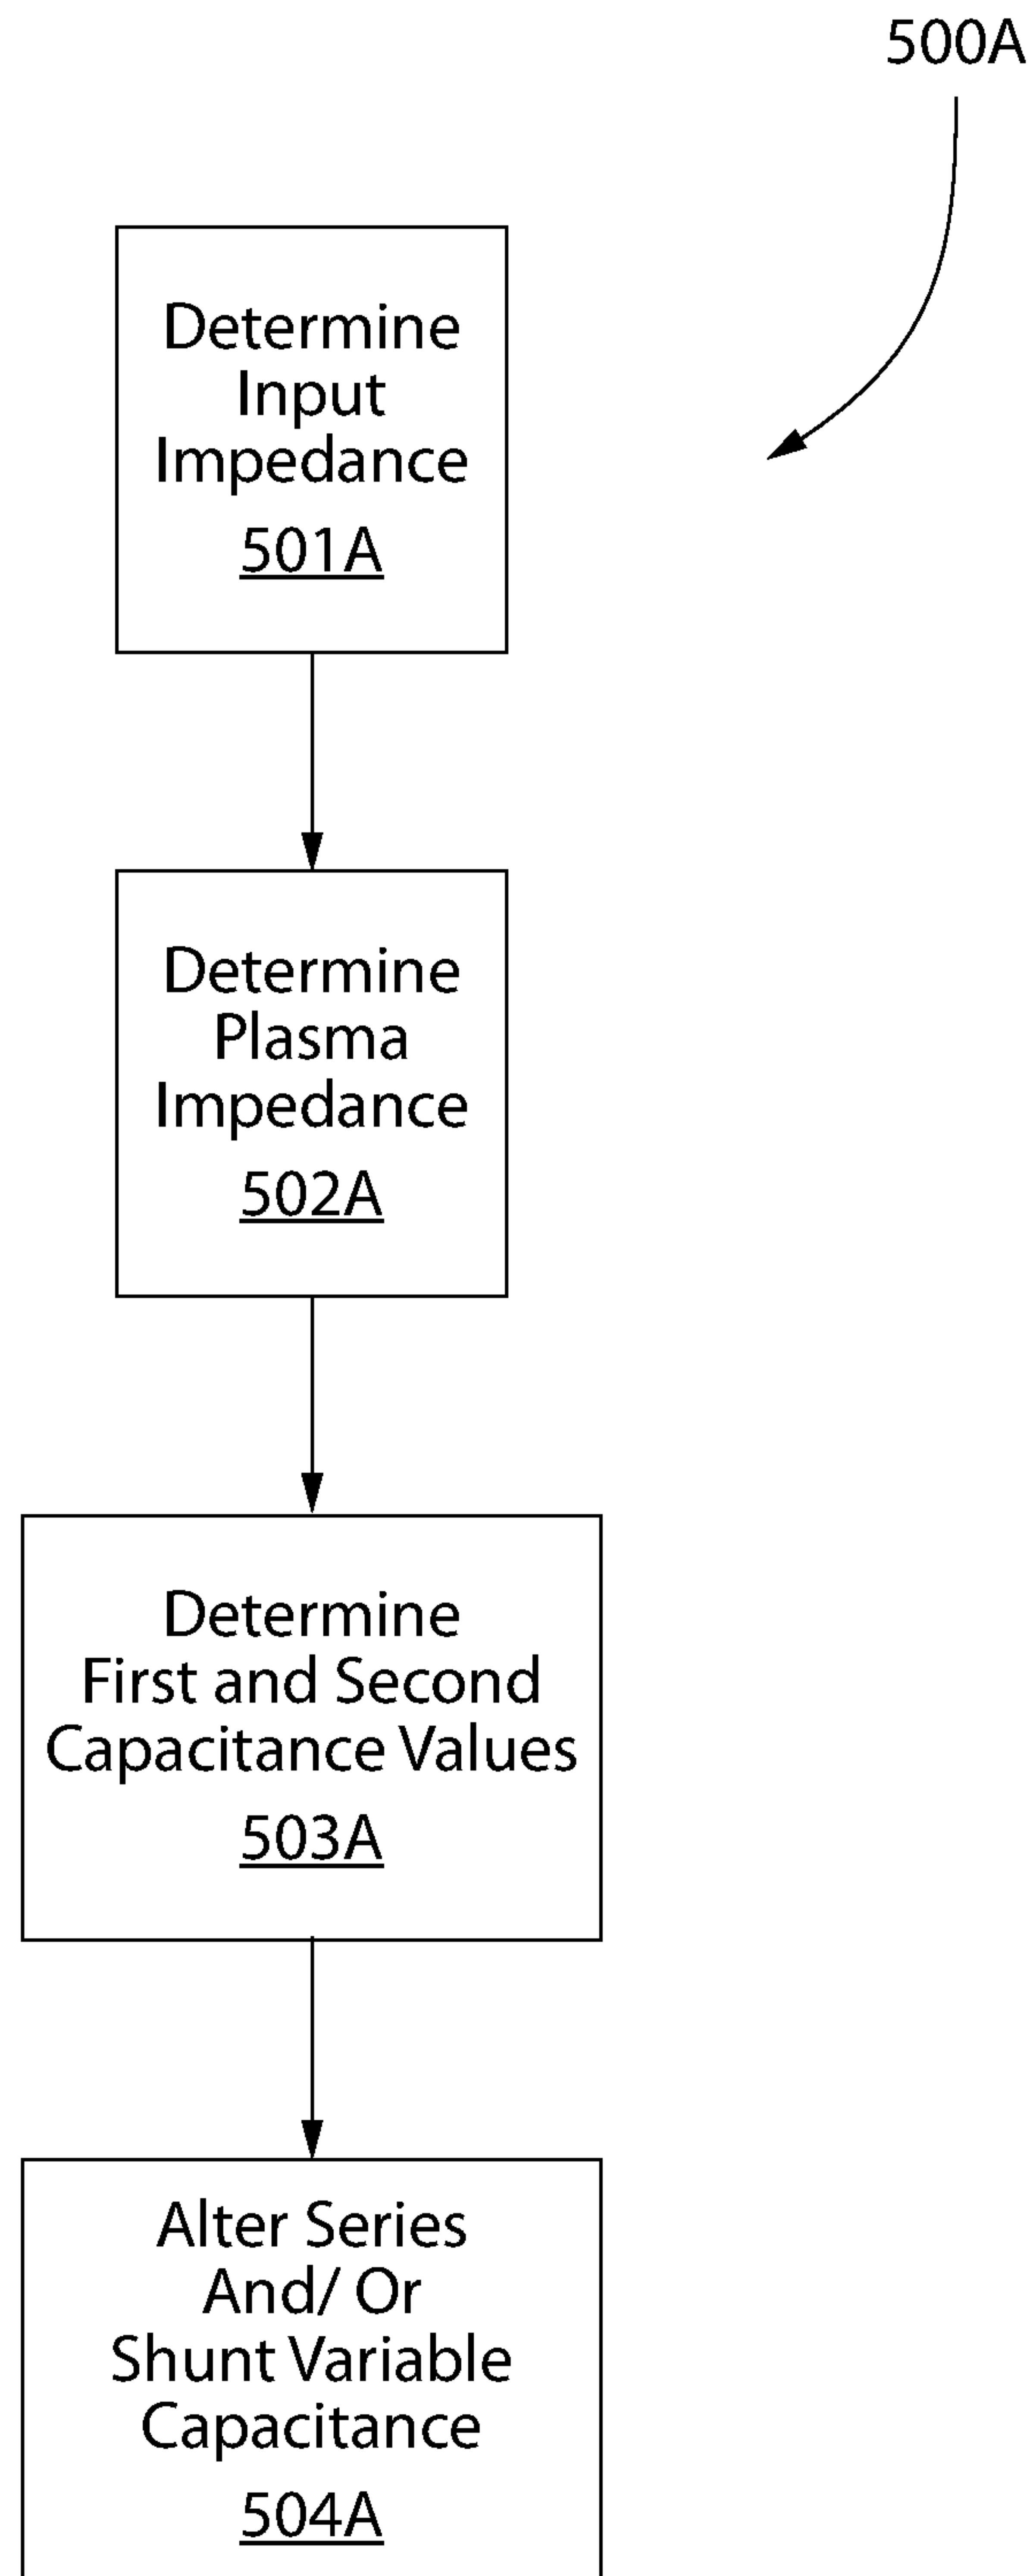 500A
Determine
Input
Impedance
501A
Determine
Plasma
Impedance
502A
Determine
First and Second
Capacitance Values
503A
Alter Series
And/ Or
Shunt Variable
Capacitance
504A